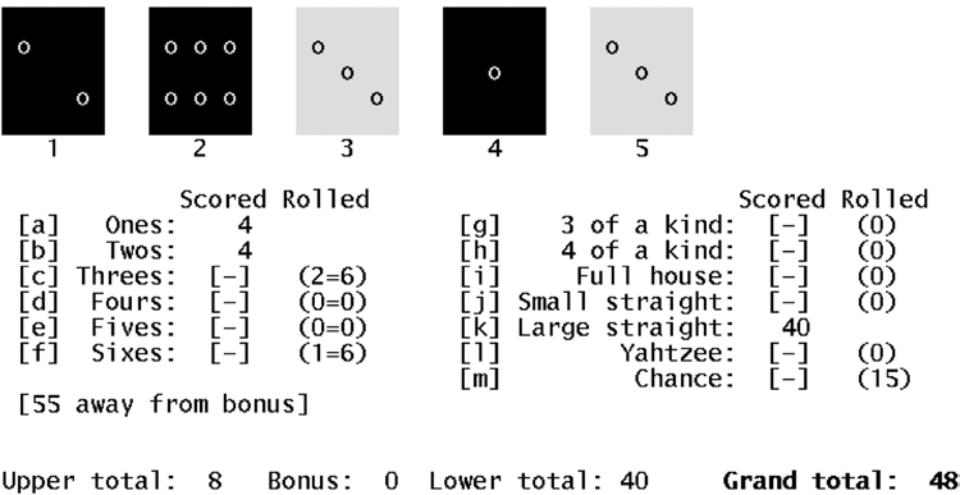 1 2 3 4 5
Scored Rolled Scored Rolled
[a] Ones: 4 [g] 3 of a kind: [-] (0)
[b] Twos: 4 [h] 4 of a kind: [-] (0)
[c] Threes: [-] (2=6) [i] Full house: [-] (0)
[d] Fours: [-] (0=0) [j] Small straight: [-] (0)
[e] Fives: [-] (0=0) [k] Large straight: 40
[f] Sixes: [-] (1=6) [l] Yahtzee: [-] (0)
[m] Chance: [-] (15)
[55 away from bonus]
Upper total: 8 Bonus: 0 Lower total: 40 Grand total: 48